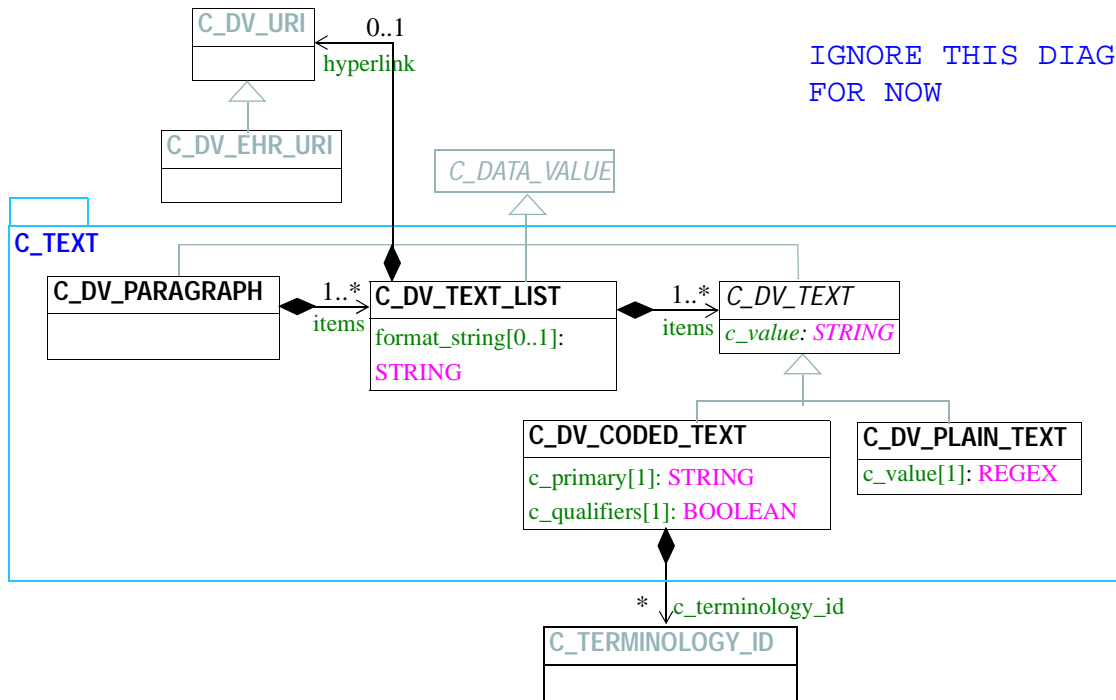 C_DV_URI
0..1
hyperlink
IGNORE THIS DIAG
FOR NOW
C_DV_EHR_URI
C_DATA_VALUE
C_TEXT
C_DV_PARAGRAPH
1..*
items
C_DV_TEXT_LIST
format_string[0..1]:
STRING
1..*
items
C_DV_TEXT
c_value: STRING
C_DV_CODED_TEXT
c_primary[1]: STRING
c_qualifiers[1]: BOOLEAN
C_DV_PLAIN_TEXT
c_value[1]: REGEX
* c_terminology_id
C_TERMINOLOGY_ID